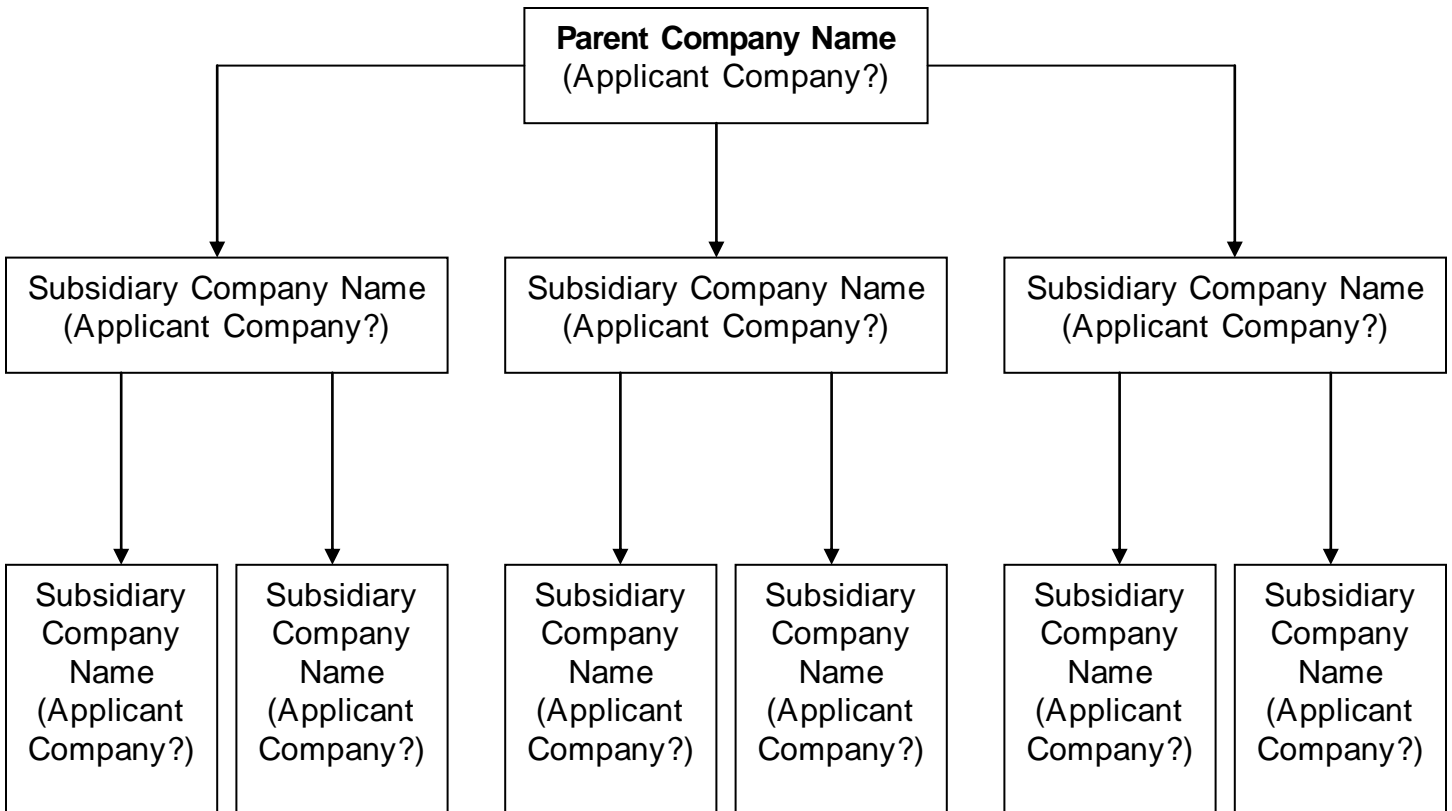 Parent Company Name
(Applicant Company?)
Subsidiary Company Name
(Applicant Company?)
Subsidiary Company Name
(Applicant Company?)
Subsidiary Company Name
(Applicant Company?)
Subsidiary
Company
Name
(Applicant
Company?)
Subsidiary
Company
Name
(Applicant
Company?)
Subsidiary
Company
Name
(Applicant
Company?)
Subsidiary
Company
Name
(Applicant
Company?)
Subsidiary
Company
Name
(Applicant
Company?)
Subsidiary
Company
Name
(Applicant
Company?)